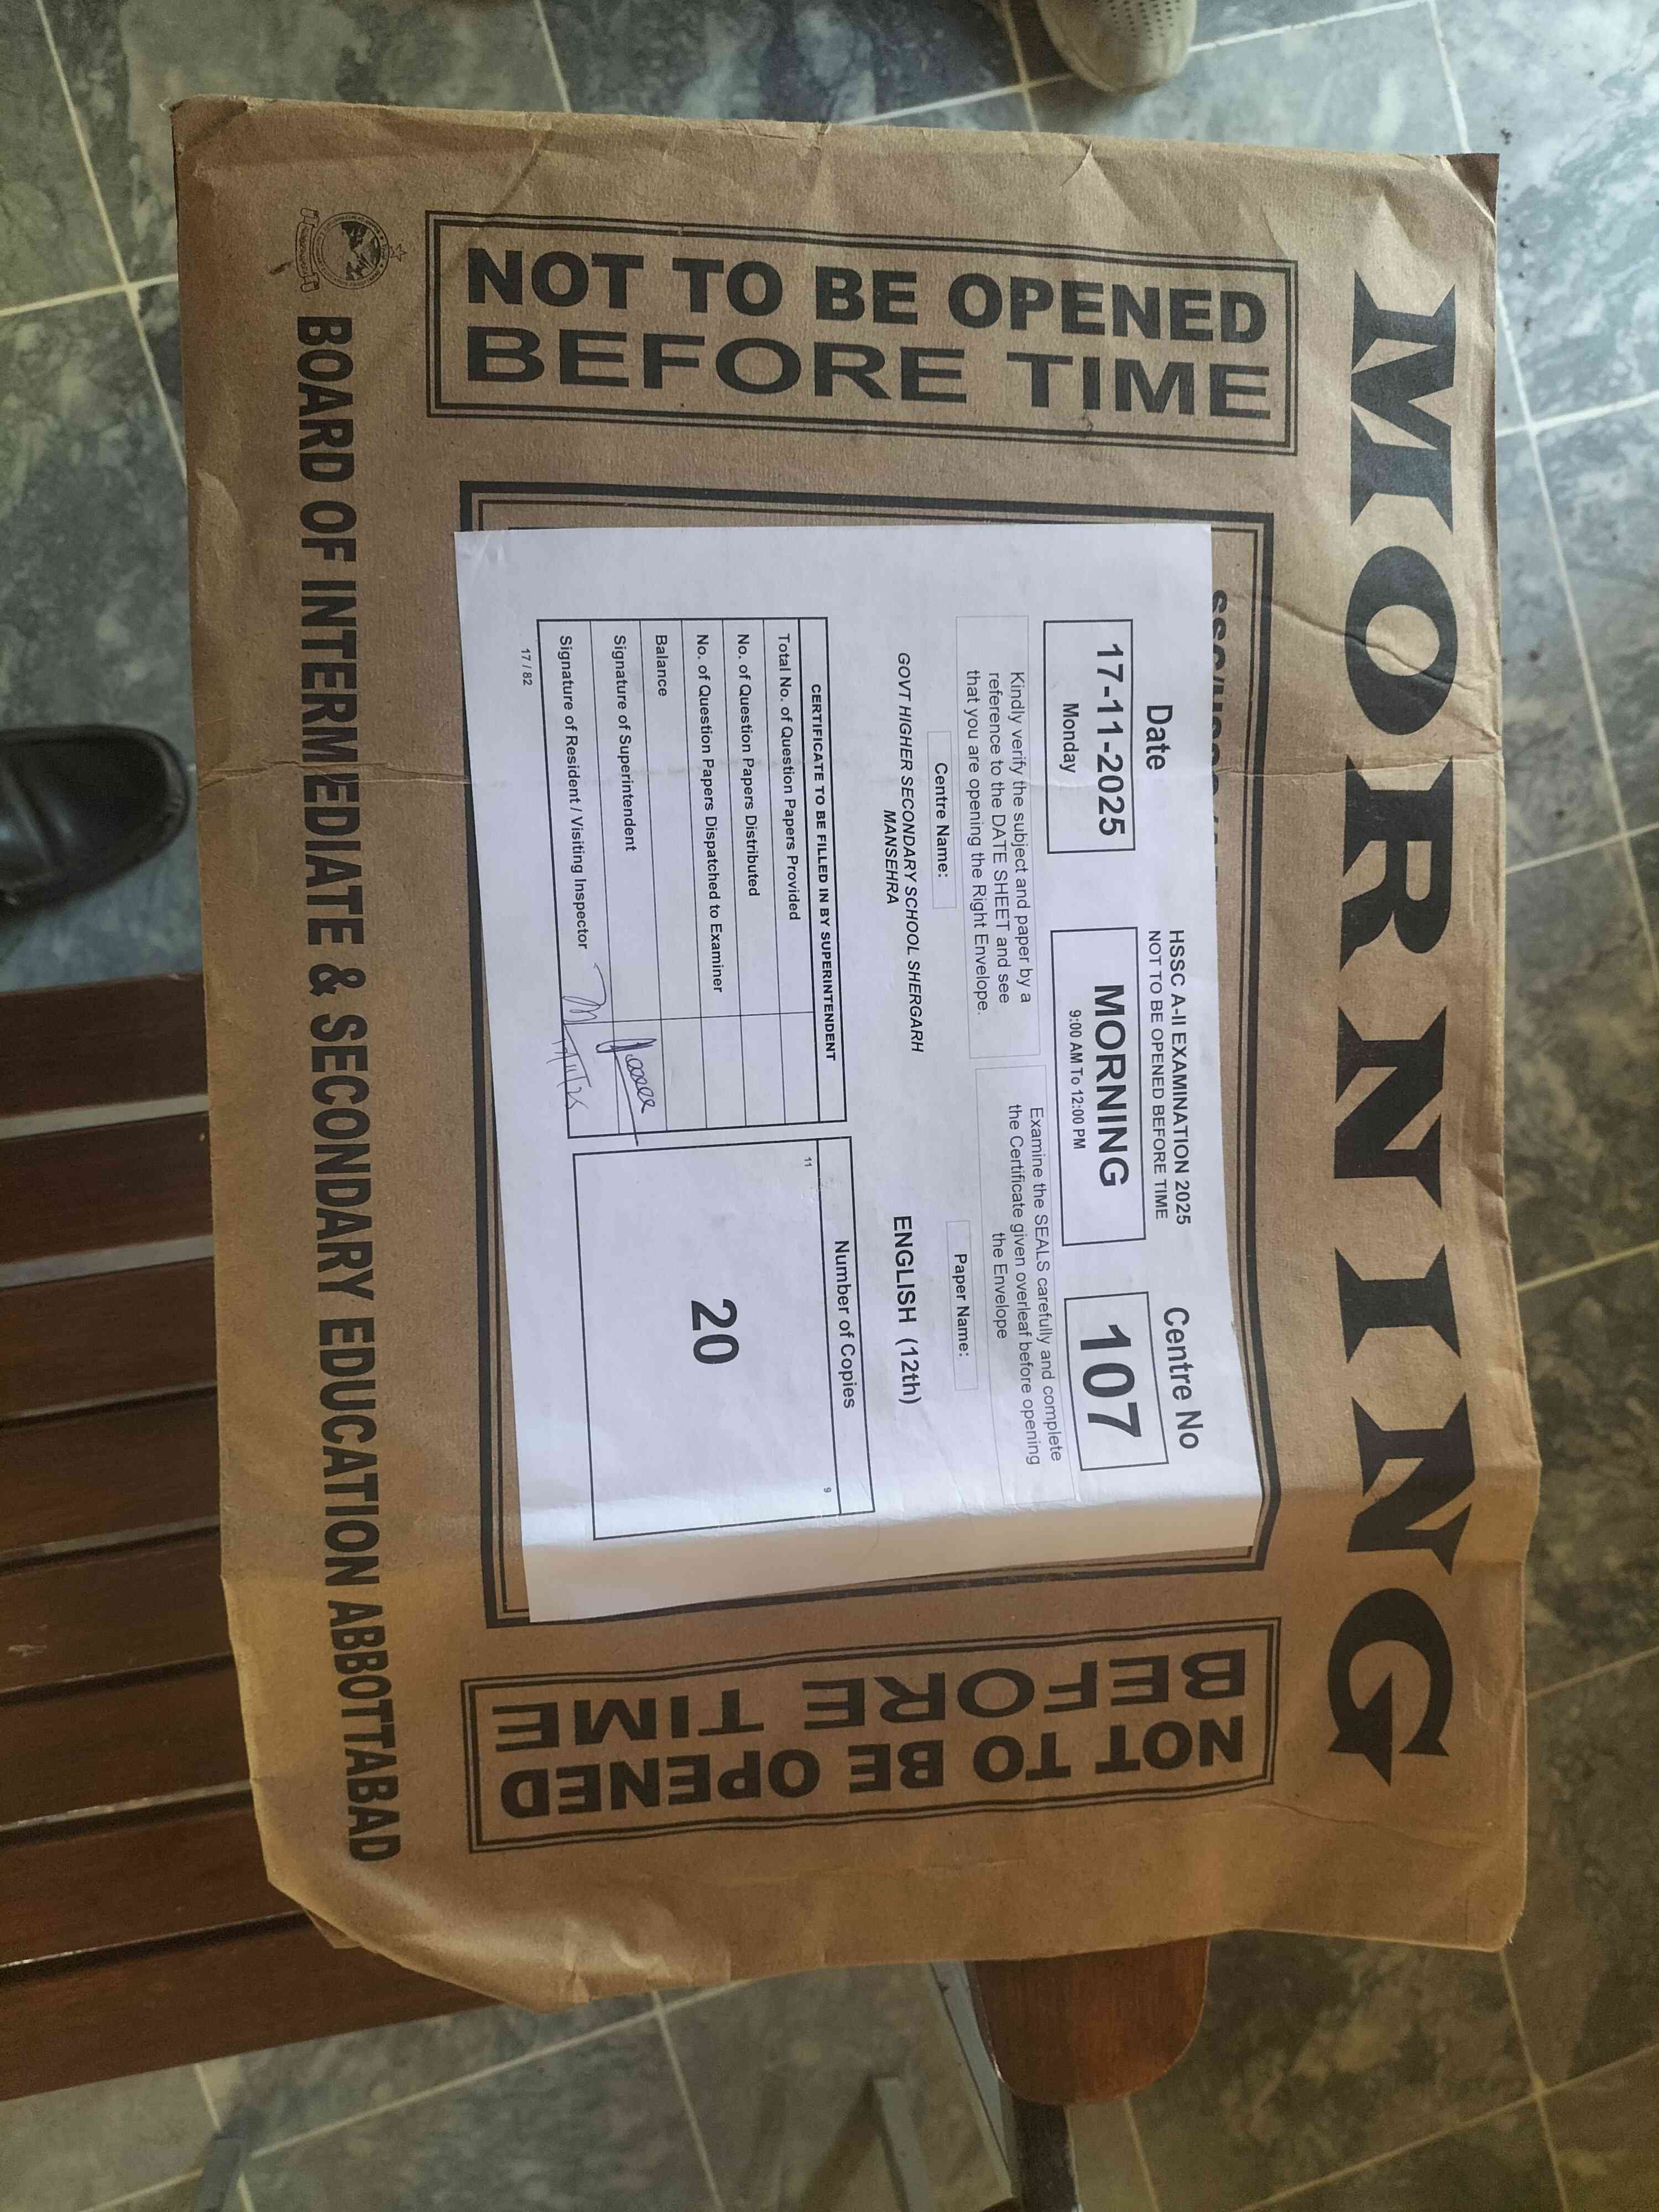 MORNING
NOT TO BE OPENED
BEFORE TIME
Date
17-11-2025
Monday
HSSC A-II EXAMINATION 2025
NOT TO BE OPENED BEFORE TIME
MORNING
9:00 AM To 12:00 PM
Centre No
107
Kindly verify the subject and paper by a
reference to the DATE SHEET and see
that you are opening the Right Envelope.
Examine the SEALS carefully and complete
the Certificate given overleaf before opening
the Envelope
Centre Name:
GOVT HIGHER SECONDARY SCHOOL SHERGARH
MANSEHRA
Paper Name:
ENGLISH (12th)
CERTIFICATE TO BE FILLED IN BY SUPERINTENDENT
Total No. of Question Papers Provided
No. of Question Papers Distributed
No. of Question Papers Dispatched to Examiner
Balance
Signature of Superintendent
Signature of Resident / Visiting Inspector
17 / 82
Number of Copies
11
9
20
NOT TO BE OPENED
BEFORE TIME
BOARD OF INTERMEDIATE & SECONDARY EDUCATION ABBOTTABAD